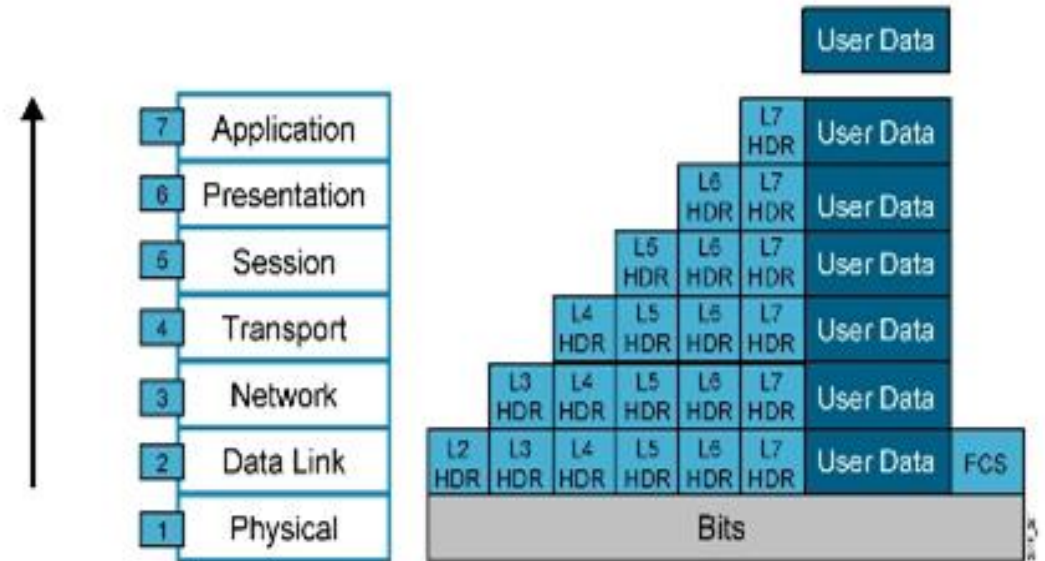 User Data
7 Application
L7 HDR User Data
6 Presentation
L6 HDR L7 HDR User Data
5 Session
L5 HDR L6 HDR L7 HDR User Data
4 Transport
L4 HDR L5 HDR L6 HDR L7 HDR User Data
3 Network
L3 HDR L4 HDR L5 HDR L6 HDR L7 HDR User Data
2 Data Link
L2 HDR L3 HDR L4 HDR L5 HDR L6 HDR L7 HDR User Data FCS
1 Physical
Bits